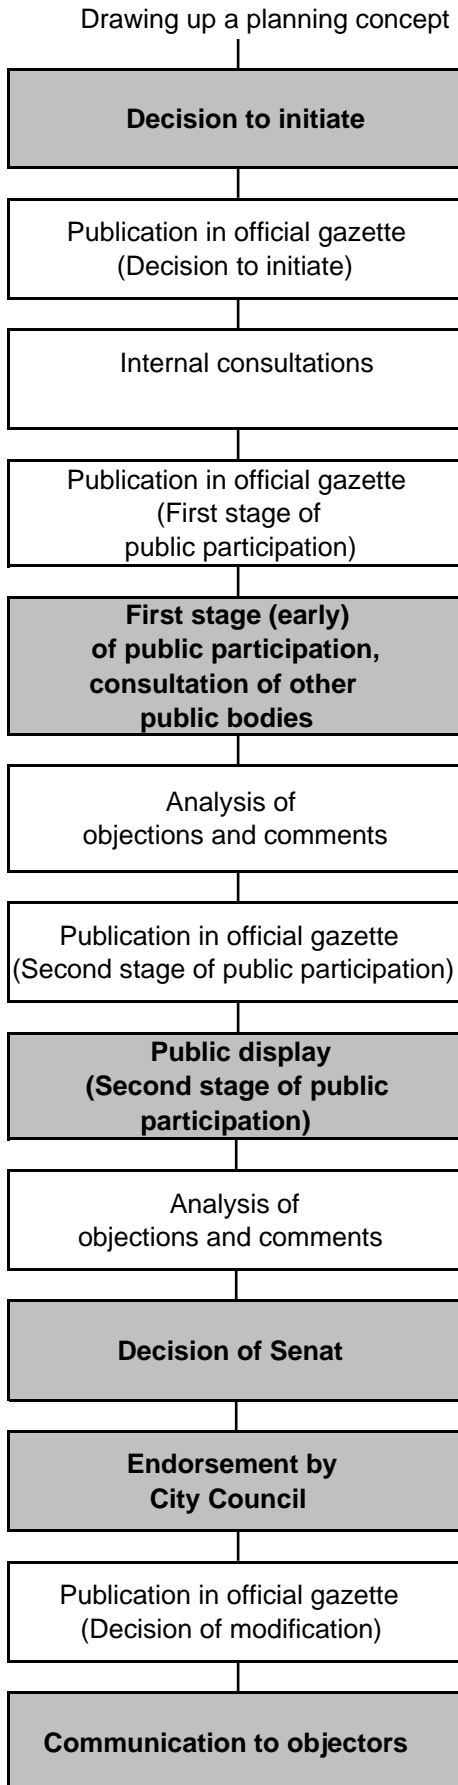 Drawing up a planning concept
Decision to initiate
Publication in official gazette
(Decision to initiate)
Internal consultations
Publication in official gazette
(First stage of
public participation)
First stage (early)
of public participation,
consultation of other
public bodies
Analysis of
objections and comments
Publication in official gazette
(Second stage of public participation)
Public display
(Second stage of public
participation)
Analysis of
objections and comments
Decision of Senat
Endorsement by
City Council
Publication in official gazette
(Decision of modification)
Communication to objectors